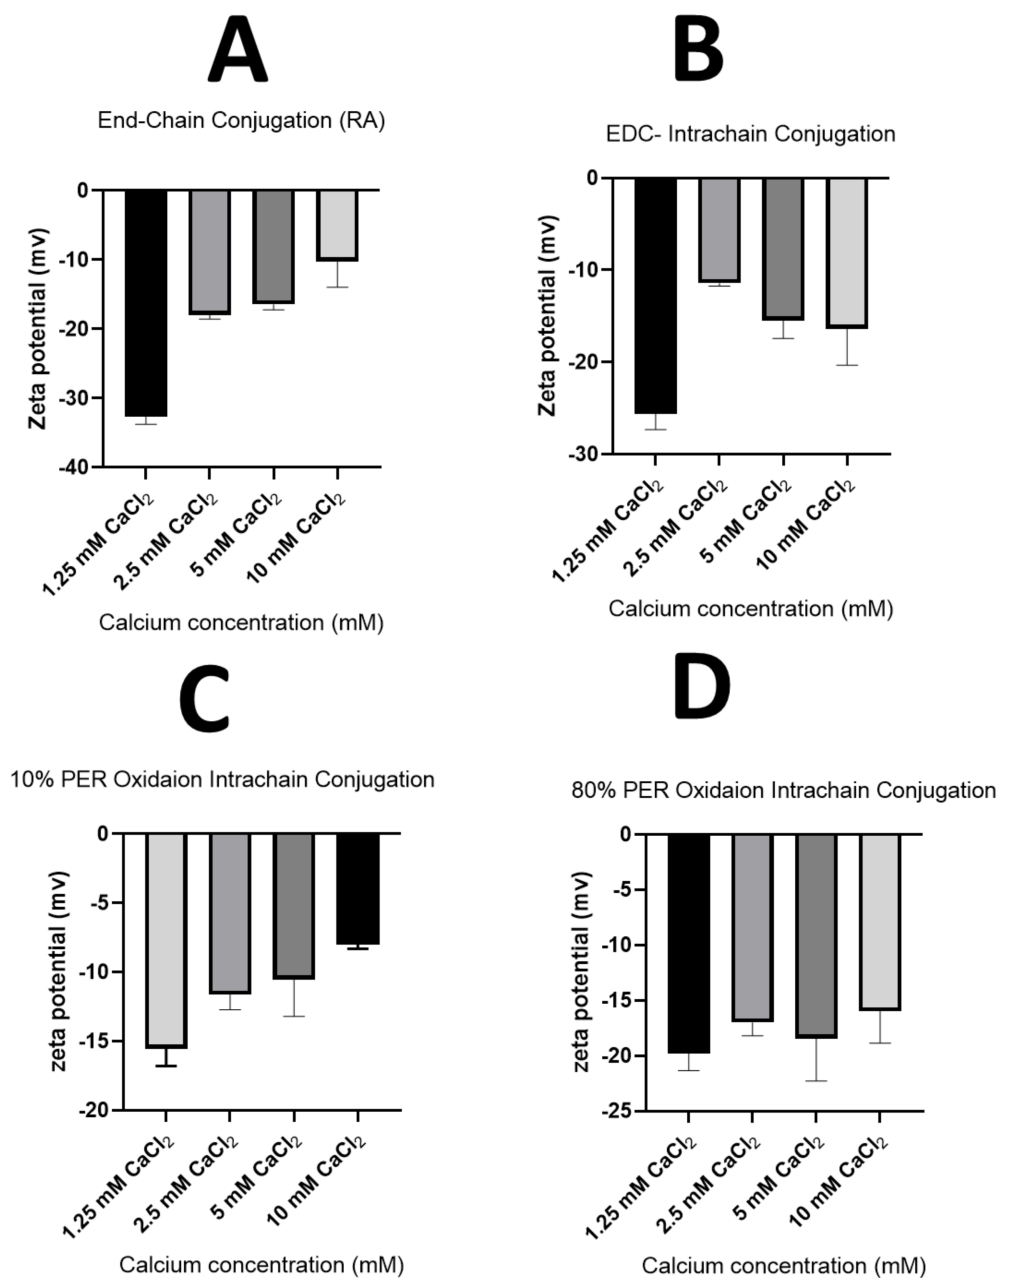 A
End-Chain Conjugation (RA)
Zeta potential (mv)
0
-10
-20
-30
-40
1.25 mM CaCl₂
2.5 mM CaCl₂
5 mM CaCl₂
10 mM CaCl₂
Calcium concentration (mM)
B
EDC- Intrachain Conjugation
Zeta potential (mv)
0
-10
-20
-30
1.25 mM CaCl₂
2.5 mM CaCl₂
5 mM CaCl₂
10 mM CaCl₂
Calcium concentration (mM)
C
10% PER Oxidaion Intrachain Conjugation
zeta potential (mv)
0
-5
-10
-15
-20
1.25 mM CaCl₂
2.5 mM CaCl₂
5 mM CaCl₂
10 mM CaCl₂
Calcium concentration (mM)
D
80% PER Oxidaion Intrachain Conjugation
zeta potential (mv)
0
-5
-10
-15
-20
-25
1.25 mM CaCl₂
2.5 mM CaCl₂
5 mM CaCl₂
10 mM CaCl₂
Calcium concentration (mM)